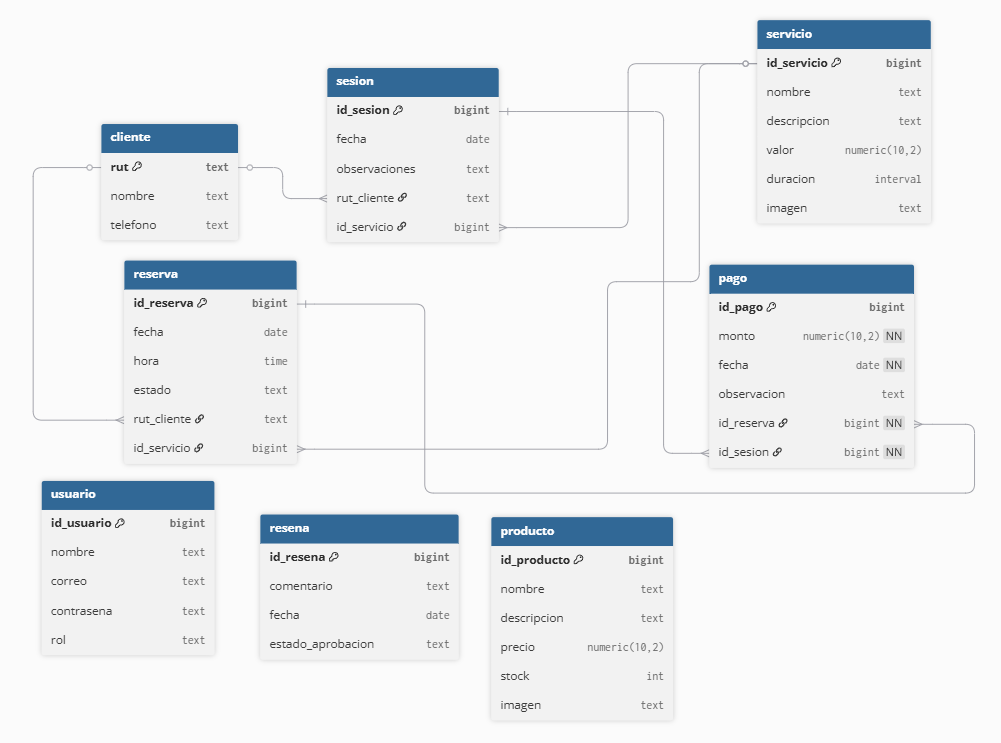 servicio
id_servicio bigint
nombre text
descripcion text
valor numeric(10,2)
duracion interval
imagen text
sesion
id_sesion bigint
fecha date
observaciones text
rut_cliente text
id_servicio bigint
cliente
rut text
nombre text
telefono text
reserva
id_reserva bigint
fecha date
hora time
estado text
rut_cliente text
id_servicio bigint
pago
id_pago bigint
monto numeric(10,2) NN
fecha date NN
observacion text
id_reserva bigint NN
id_sesion bigint NN
usuario
id_usuario bigint
nombre text
correo text
contrasena text
rol text
resena
id_resena bigint
comentario text
fecha date
estado_aprobacion text
producto
id_producto bigint
nombre text
descripcion text
precio numeric(10,2)
stock int
imagen text